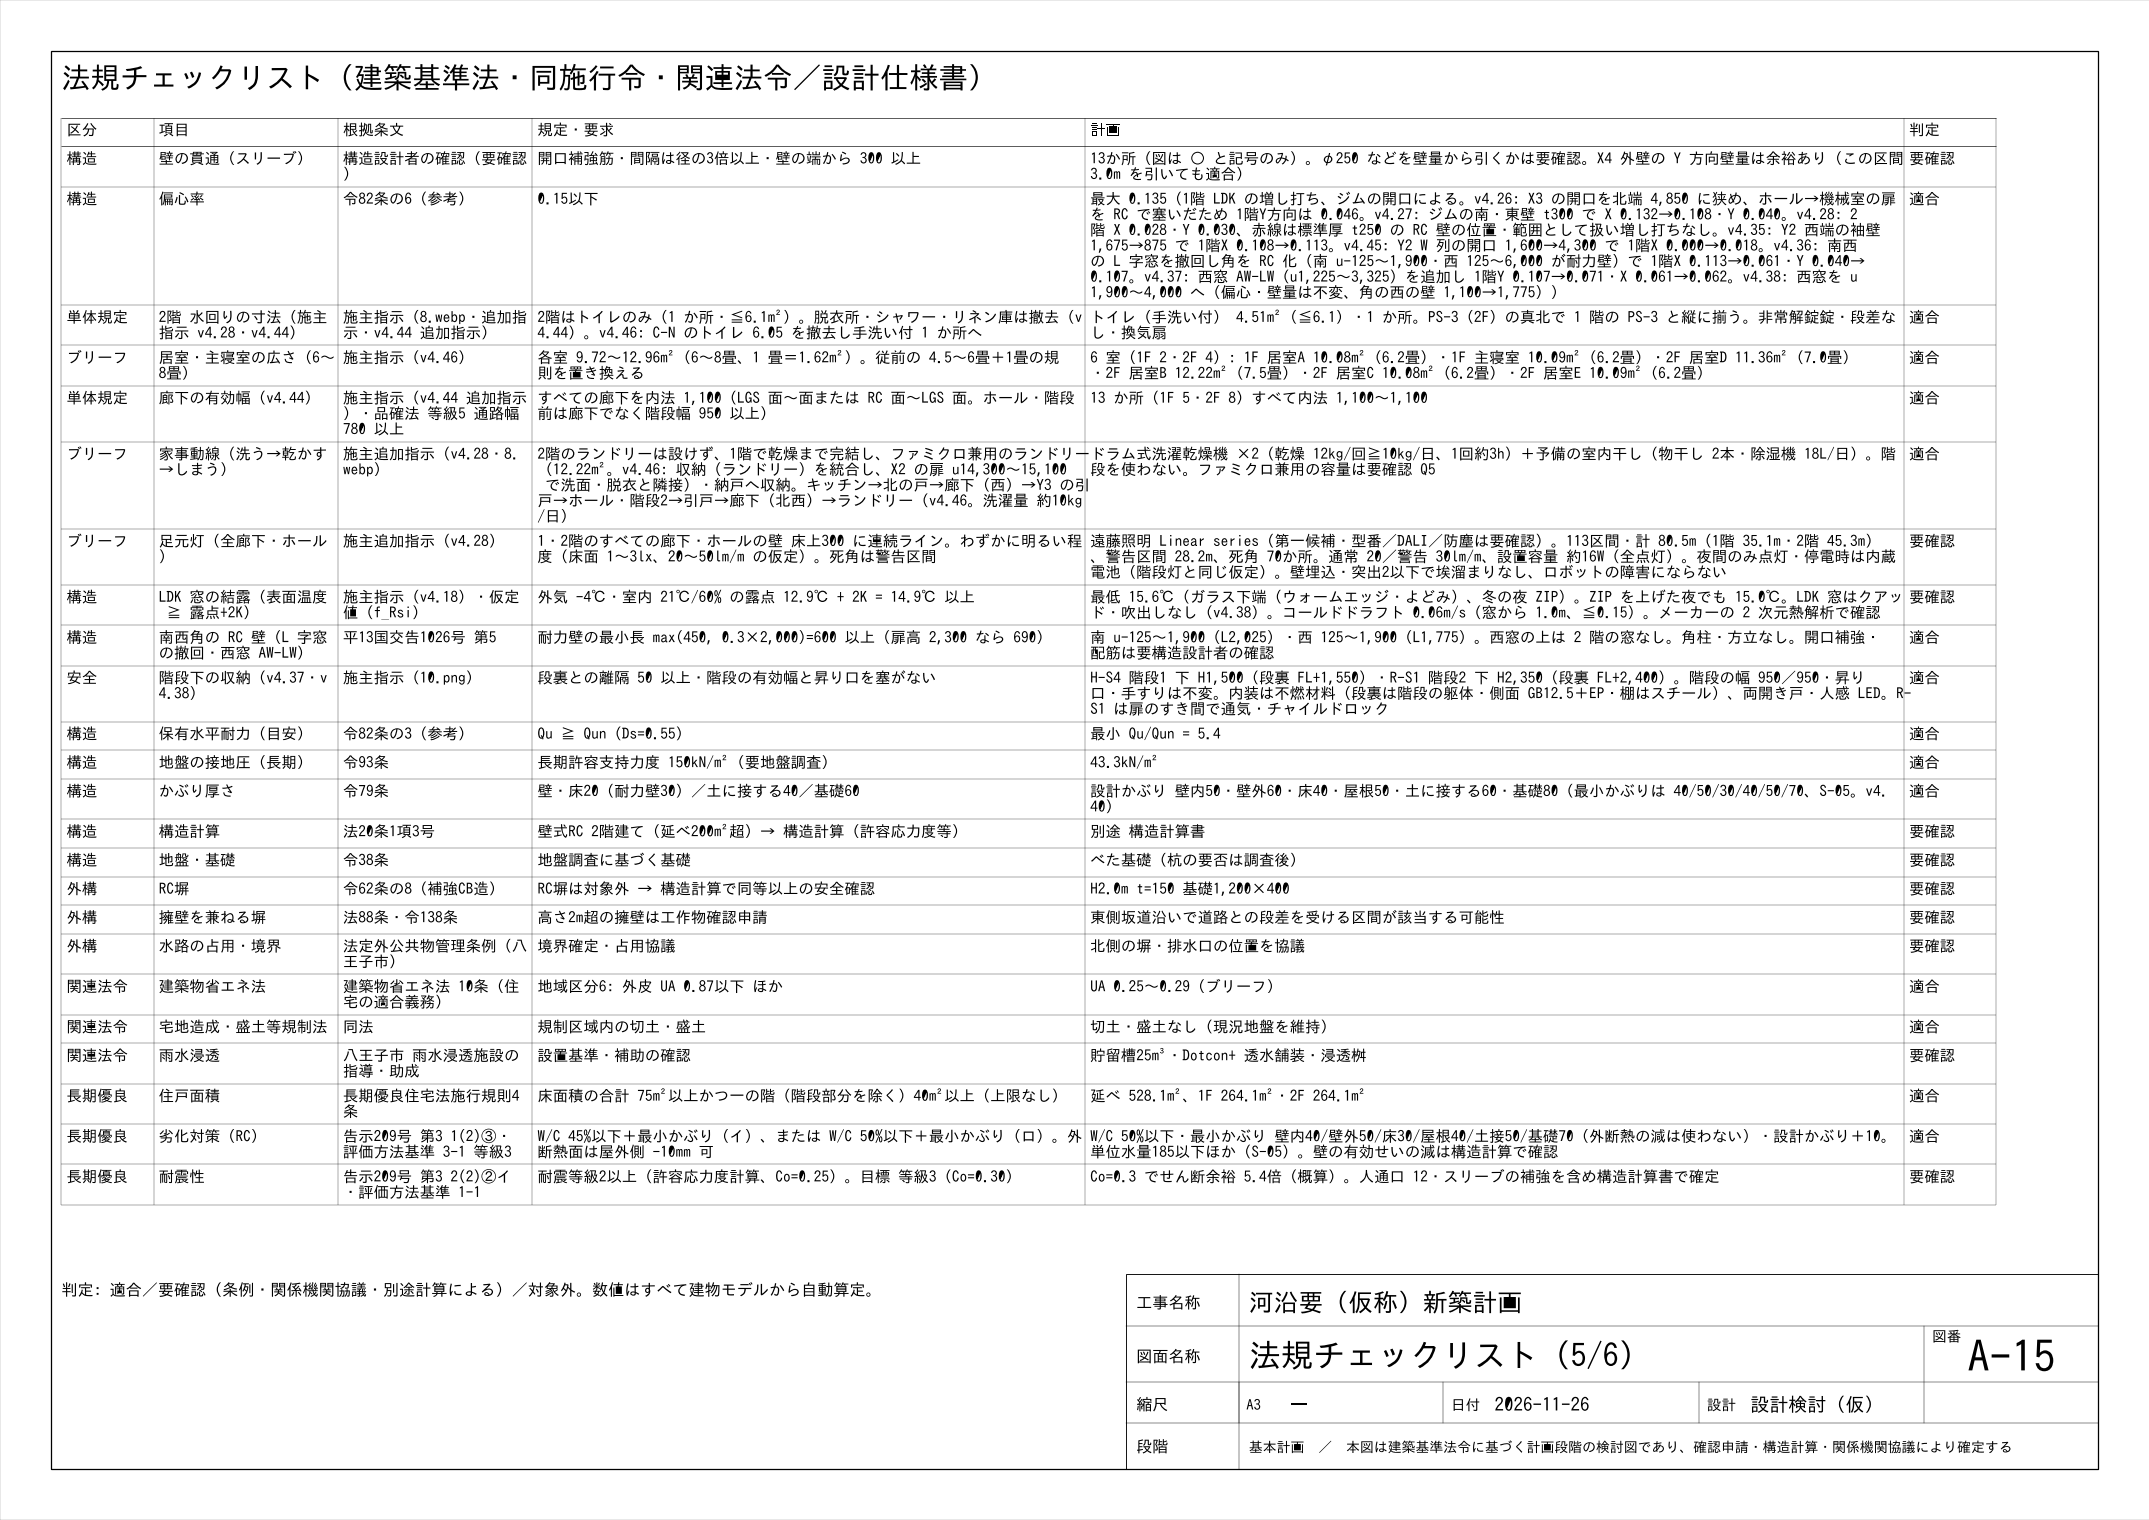 法規チェックリスト（建築基準法・同施行令・関連法令／設計仕様書）
区分 項目 根拠条文 規定・要求 計画 判定
構造 壁の貫通（スリーブ） 構造設計者の確認（要確認 開口補強筋・間隔は径の3倍以上・壁の端から 300 以上 13か所（図は ○ と記号のみ）。φ250 などを壁量から引くかは要確認。X4 外壁の Y 方向壁量は余裕あり（この区間 要確認
） 3.0m を引いても適合）
構造 偏心率 令82条の6（参考） 0.15以下 最大 0.135（1階 LDK の増し打ち、ジムの開口による。v4.26: X3 の開口を北端 4,850 に狭め、ホール→機械室の扉 適合
を RC で塞いだため 1階Y方向は 0.046。v4.27: ジムの南・東壁 t300 で X 0.132→0.108・Y 0.040。v4.28: 2
階 X 0.028・Y 0.030、赤線は標準厚 t250 の RC 壁の位置・範囲として扱い増し打ちなし。v4.35: Y2 西端の袖壁
1,675→875 で 1階X 0.108→0.113。v4.45: Y2 W 列の開口 1,600→4,300 で 1階X 0.000→0.018。v4.36: 南西
の L 字窓を撤回し角を RC 化（南 u-125～1,900・西 125～6,000 が耐力壁）で 1階X 0.113→0.061・Y 0.040→
0.107。v4.37: 西窓 AW-LW（u1,225～3,325）を追加し 1階Y 0.107→0.071・X 0.061→0.062。v4.38: 西窓を u
1,900～4,000 へ（偏心・壁量は不変、角の西の壁 1,100→1,775））
単体規定 2階 水回りの寸法（施主 施主指示（8.webp・追加指 2階はトイレのみ（1 か所・≦6.1㎡）。脱衣所・シャワー・リネン庫は撤去（v トイレ（手洗い付） 4.51㎡（≦6.1）・1 か所。PS-3（2F）の真北で 1 階の PS-3 と縦に揃う。非常解錠錠・段差な 適合
指示 v4.28・v4.44） 示・v4.44 追加指示） 4.44）。v4.46: C-N のトイレ 6.05 を撤去し手洗い付 1 か所へ し・換気扇
ブリーフ 居室・主寝室の広さ（6～ 施主指示（v4.46） 各室 9.72～12.96㎡（6～8畳、1 畳＝1.62㎡）。従前の 4.5～6畳＋1畳の規 6 室（1F 2・2F 4）: 1F 居室A 10.08㎡（6.2畳）・1F 主寝室 10.09㎡（6.2畳）・2F 居室D 11.36㎡（7.0畳） 適合
8畳） 則を置き換える ・2F 居室B 12.22㎡（7.5畳）・2F 居室C 10.08㎡（6.2畳）・2F 居室E 10.09㎡（6.2畳）
単体規定 廊下の有効幅（v4.44） 施主指示（v4.44 追加指示 すべての廊下を内法 1,100（LGS 面～面または RC 面～LGS 面。ホール・階段 13 か所（1F 5・2F 8）すべて内法 1,100～1,100 適合
）・品確法 等級5 通路幅 前は廊下でなく階段幅 950 以上）
780 以上
ブリーフ 家事動線（洗う→乾かす 施主追加指示（v4.28・8. 2階のランドリーは設けず、1階で乾燥まで完結し、ファミクロ兼用のランドリー ドラム式洗濯乾燥機 ×2（乾燥 12kg/回≧10kg/日、1回約3h）＋予備の室内干し（物干し 2本・除湿機 18L/日）。階 適合
→しまう） webp） （12.22㎡。v4.46: 収納（ランドリー）を統合し、X2 の扉 u14,300～15,100 段を使わない。ファミクロ兼用の容量は要確認 Q5
で洗面・脱衣と隣接）・納戸へ収納。キッチン→北の戸→廊下（西）→Y3 の引
戸→ホール・階段2→引戸→廊下（北西）→ランドリー（v4.46。洗濯量 約10kg
/日）
ブリーフ 足元灯（全廊下・ホール 施主追加指示（v4.28） 1・2階のすべての廊下・ホールの壁 床上300 に連続ライン。わずかに明るい程 遠藤照明 Linear series（第一候補・型番／DALI／防塵は要確認）。113区間・計 80.5m（1階 35.1m・2階 45.3m） 要確認
） 度（床面 1～3lx、20～50lm/m の仮定）。死角は警告区間 、警告区間 28.2m、死角 70か所。通常 20／警告 30lm/m、設置容量 約16W（全点灯）。夜間のみ点灯・停電時は内蔵
電池（階段灯と同じ仮定）。壁埋込・突出2以下で埃溜まりなし、ロボットの障害にならない
構造 LDK 窓の結露（表面温度 施主指示（v4.18）・仮定 外気 -4℃・室内 21℃/60% の露点 12.9℃ + 2K = 14.9℃ 以上 最低 15.6℃（ガラス下端（ウォームエッジ・よどみ）、冬の夜 ZIP）。ZIP を上げた夜でも 15.0℃。LDK 窓はクアッ 要確認
≧ 露点+2K） 値（f_Rsi） ド・吹出しなし（v4.38）。コールドドラフト 0.06m/s（窓から 1.0m、≦0.15）。メーカーの 2 次元熱解析で確認
構造 南西角の RC 壁（L 字窓 平13国交告1026号 第5 耐力壁の最小長 max(450, 0.3×2,000)=600 以上（扉高 2,300 なら 690） 南 u-125～1,900（L2,025）・西 125～1,900（L1,775）。西窓の上は 2 階の窓なし。角柱・方立なし。開口補強・ 適合
の撤回・西窓 AW-LW） 配筋は要構造設計者の確認
安全 階段下の収納（v4.37・v 施主指示（10.png） 段裏との離隔 50 以上・階段の有効幅と昇り口を塞がない H-S4 階段1 下 H1,500（段裏 FL+1,550）・R-S1 階段2 下 H2,350（段裏 FL+2,400）。階段の幅 950／950・昇り 適合
4.38） 口・手すりは不変。内装は不燃材料（段裏は階段の躯体・側面 GB12.5＋EP・棚はスチール）、両開き戸・人感 LED。R-
S1 は扉のすき間で通気・チャイルドロック
構造 保有水平耐力（目安） 令82条の3（参考） Qu ≧ Qun（Ds=0.55） 最小 Qu/Qun = 5.4 適合
構造 地盤の接地圧（長期） 令93条 長期許容支持力度 150kN/㎡（要地盤調査） 43.3kN/㎡ 適合
構造 かぶり厚さ 令79条 壁・床20（耐力壁30）／土に接する40／基礎60 設計かぶり 壁内50・壁外60・床40・屋根50・土に接する60・基礎80（最小かぶりは 40/50/30/40/50/70、S-05。v4. 適合
40）
構造 構造計算 法20条1項3号 壁式RC 2階建て（延べ200㎡超）→ 構造計算（許容応力度等） 別途 構造計算書 要確認
構造 地盤・基礎 令38条 地盤調査に基づく基礎 べた基礎（杭の要否は調査後） 要確認
外構 RC塀 令62条の8（補強CB造） RC塀は対象外 → 構造計算で同等以上の安全確認 H2.0m t=150 基礎1,200×400 要確認
外構 擁壁を兼ねる塀 法88条・令138条 高さ2m超の擁壁は工作物確認申請 東側坂道沿いで道路との段差を受ける区間が該当する可能性 要確認
外構 水路の占用・境界 法定外公共物管理条例（八 境界確定・占用協議 北側の塀・排水口の位置を協議 要確認
王子市）
関連法令 建築物省エネ法 建築物省エネ法 10条（住 地域区分6: 外皮 UA 0.87以下 ほか UA 0.25～0.29（ブリーフ） 適合
宅の適合義務）
関連法令 宅地造成・盛土等規制法 同法 規制区域内の切土・盛土 切土・盛土なし（現況地盤を維持） 適合
関連法令 雨水浸透 八王子市 雨水浸透施設の 設置基準・補助の確認 貯留槽25㎥・Dotcon+ 透水舗装・浸透桝 要確認
指導・助成
長期優良 住戸面積 長期優良住宅法施行規則4 床面積の合計 75㎡以上かつ一の階（階段部分を除く）40㎡以上（上限なし） 延べ 528.1㎡、1F 264.1㎡・2F 264.1㎡ 適合
条
長期優良 劣化対策（RC） 告示209号 第3 1(2)③・ W/C 45%以下＋最小かぶり（イ）、または W/C 50%以下＋最小かぶり（ロ）。外 W/C 50%以下・最小かぶり 壁内40/壁外50/床30/屋根40/土接50/基礎70（外断熱の減は使わない）・設計かぶり＋10。 適合
評価方法基準 3-1 等級3 断熱面は屋外側 -10mm 可 単位水量185以下ほか（S-05）。壁の有効せいの減は構造計算で確認
長期優良 耐震性 告示209号 第3 2(2)②イ 耐震等級2以上（許容応力度計算、Co=0.25）。目標 等級3（Co=0.30） Co=0.3 でせん断余裕 5.4倍（概算）。人通口 12・スリーブの補強を含め構造計算書で確定 要確認
・評価方法基準 1-1
判定: 適合／要確認（条例・関係機関協議・別途計算による）／対象外。数値はすべて建物モデルから自動算定。
工事名称 河沿要（仮称）新築計画
図面名称 法規チェックリスト（5/6） 図番 A-15
縮尺 A3 — 日付 2026-11-26 設計 設計検討（仮）
段階 基本計画 ／ 本図は建築基準法令に基づく計画段階の検討図であり、確認申請・構造計算・関係機関協議により確定する